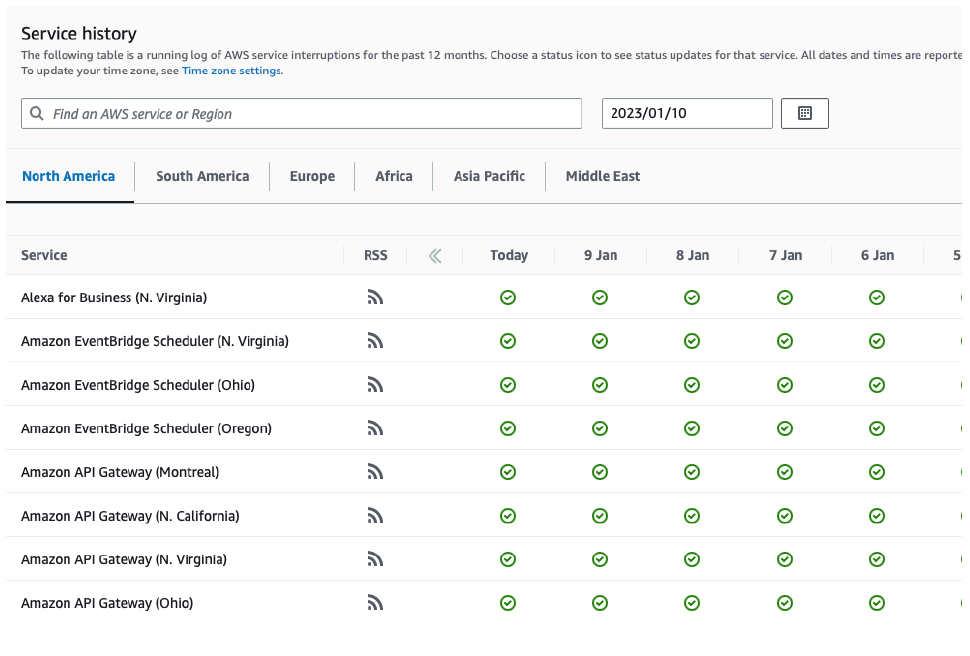 Service history
The following table is a running log of AWS service interruptions for the past 12 months. Choose a status icon to see status updates for that service. All dates and times are
To update your time zone, see Time zone settings.
Find an AWS service or Region
2023/01/10
North America South America Europe Africa Asia Pacific Middle East
Service RSS Today 9 Jan 8 Jan 7 Jan 6 Jan 5
Alexa for Business (N. Virginia)
Amazon EventBridge Scheduler (N. Virginia)
Amazon EventBridge Scheduler (Ohio)
Amazon EventBridge Scheduler (Oregon)
Amazon API Gateway (Montreal)
Amazon API Gateway (N. California)
Amazon API Gateway (N. Virginia)
Amazon API Gateway (Ohio)